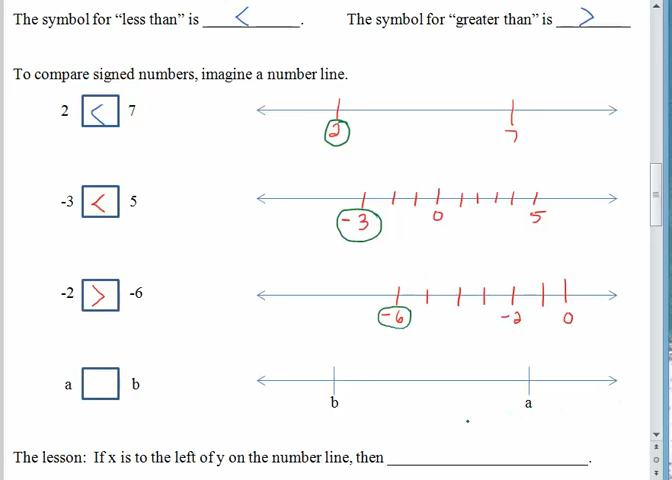 The symbol for “less than” is < . The symbol for “greater than” is >
To compare signed numbers, imagine a number line.
2 < 7
2 7
-3 < 5
-3 0 5
-2 > -6
-6 -2 0
a b
b a
The lesson: If x is to the left of y on the number line, then ____________________.